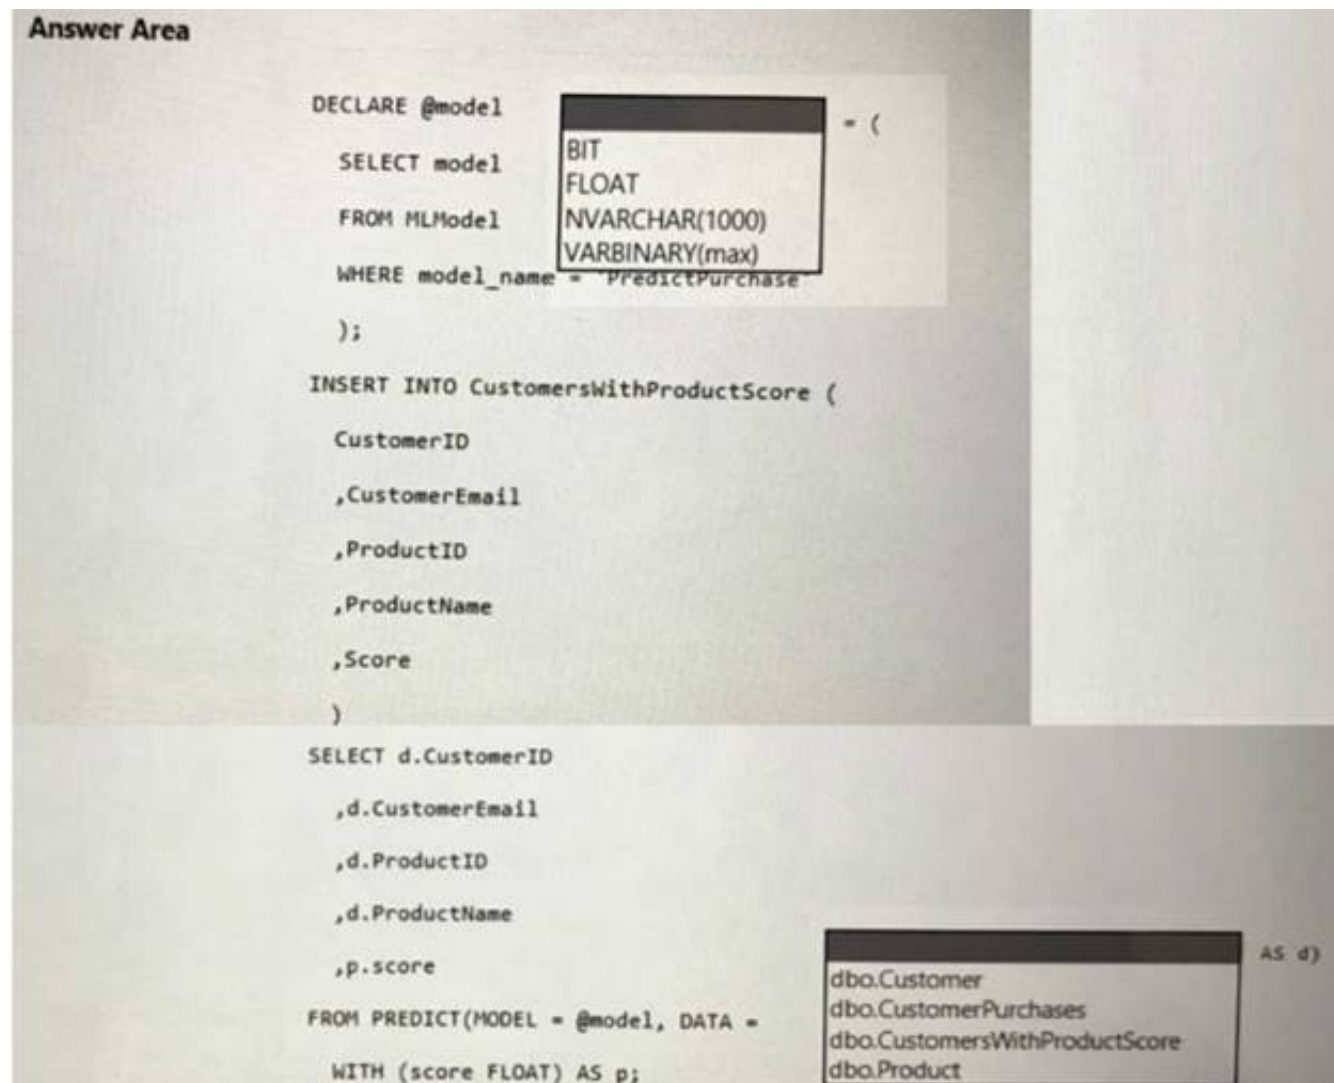 Answer Area
DECLARE @model
= (
BIT
SELECT model
FLOAT
FROM MLModel
NVARCHAR(1000)
VARBINARY(max)
WHERE model_name = 'PredictPurchase'
);
INSERT INTO CustomersWithProductScore (
CustomerID
,CustomerEmail
,ProductID
,ProductName
,Score
)
SELECT d.CustomerID
,d.CustomerEmail
,d.ProductID
,d.ProductName
AS d)
,p.score
dbo.Customer
dbo.CustomerPurchases
FROM PREDICT(MODEL = @model, DATA =
dbo.CustomersWithProductScore
WITH (score FLOAT) AS p;
dbo.Product